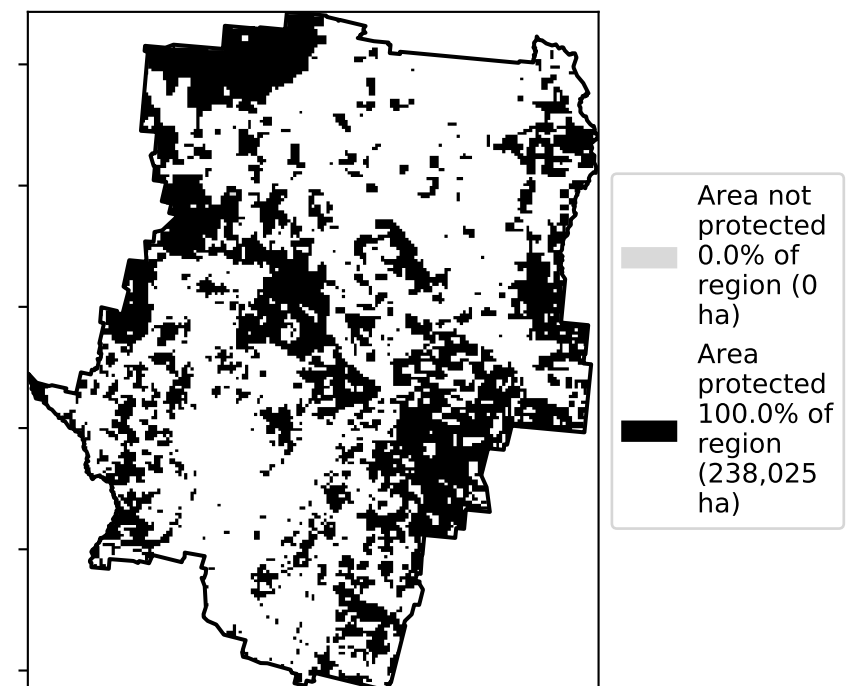 Area not
protected
0.0% of
region (0
ha)
Area
protected
100.0% of
region
(238,025
ha)